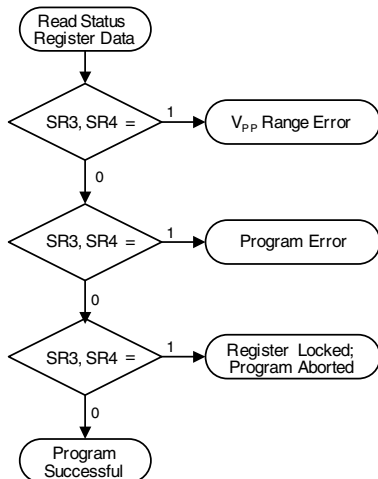 Read Status
Register Data
SR3, SR4 =
1
V_PP Range Error
0
SR3, SR4 =
1
Program Error
0
SR3, SR4 =
1
Register Locked;
Program Aborted
0
Program
Successful